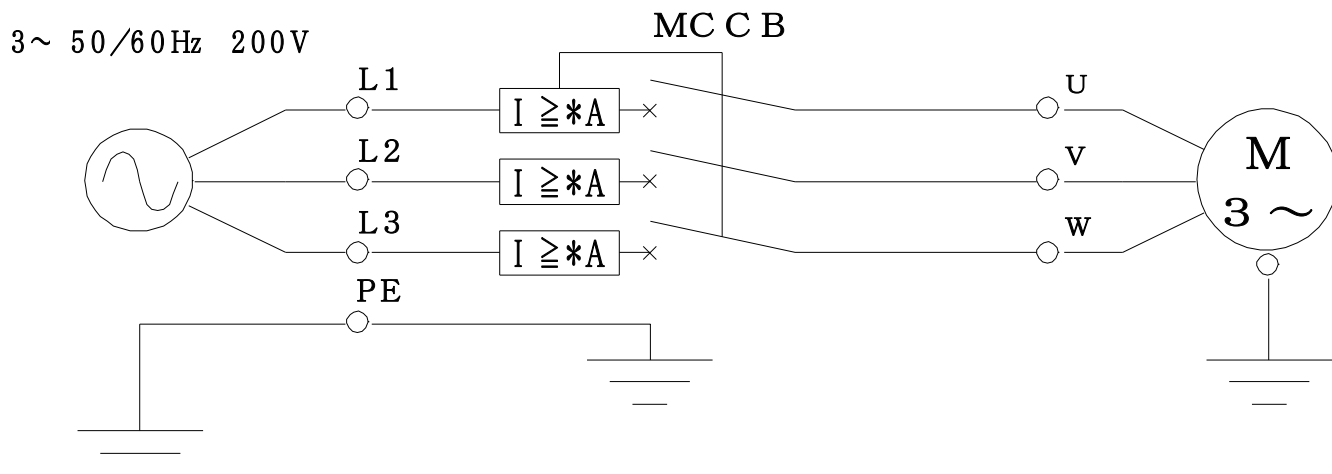 MCCB
3~ 50/60Hz 200V
L1
I ≧*A
U
L2
I ≧*A
V
M
3 ~
L3
I ≧*A
W
PE